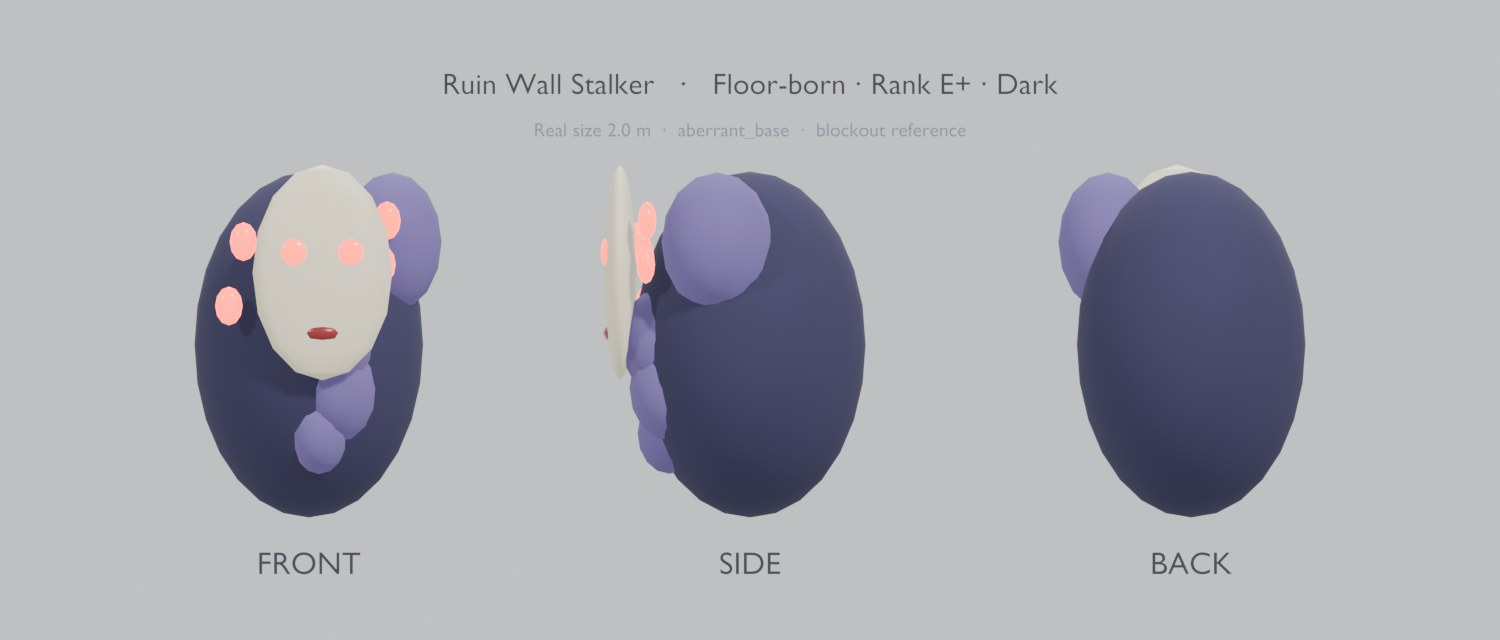 Ruin Wall Stalker · Floor-born · Rank E+ · Dark
Real size 2.0 m · aberrant_base · blockout reference
FRONT SIDE BACK